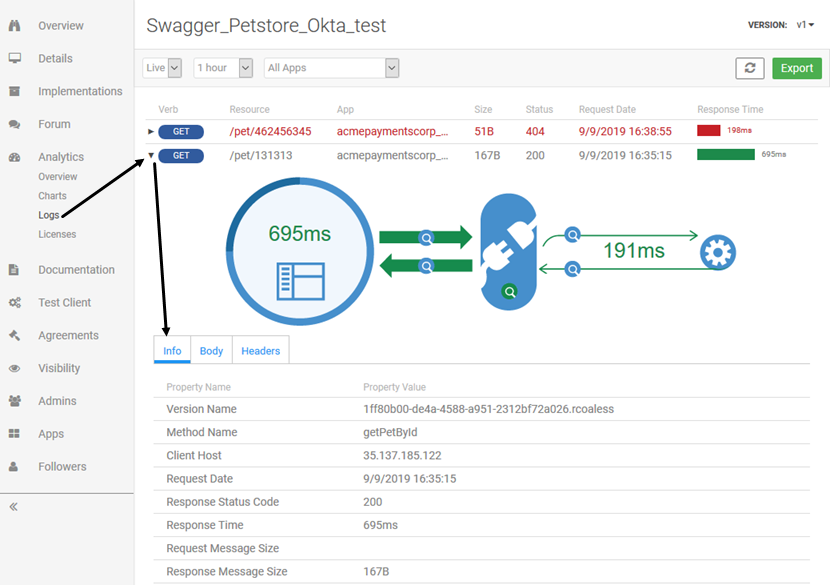 Overview
Details
Implementations
Forum
Analytics
Overview
Charts
Logs
Licenses
Documentation
Test Client
Agreements
Visibility
Admins
Apps
Followers
Swagger_Petstore_Okta_test
VERSION: v1
Live 1 hour All Apps Export
Verb Resource App Size Status Request Date Response Time
GET /pet/462456345 acmepaymentscorp_... 51B 404 9/9/2019 16:38:55 198ms
GET /pet/131313 acmepaymentscorp_... 167B 200 9/9/2019 16:35:15 695ms
695ms
191ms
Info Body Headers
Property Name Property Value
Version Name 1ff80b00-de4a-4588-a951-2312bf72a026.rcoaless
Method Name getPetById
Client Host 35.137.185.122
Request Date 9/9/2019 16:35:15
Response Status Code 200
Response Time 695ms
Request Message Size
Response Message Size 167B